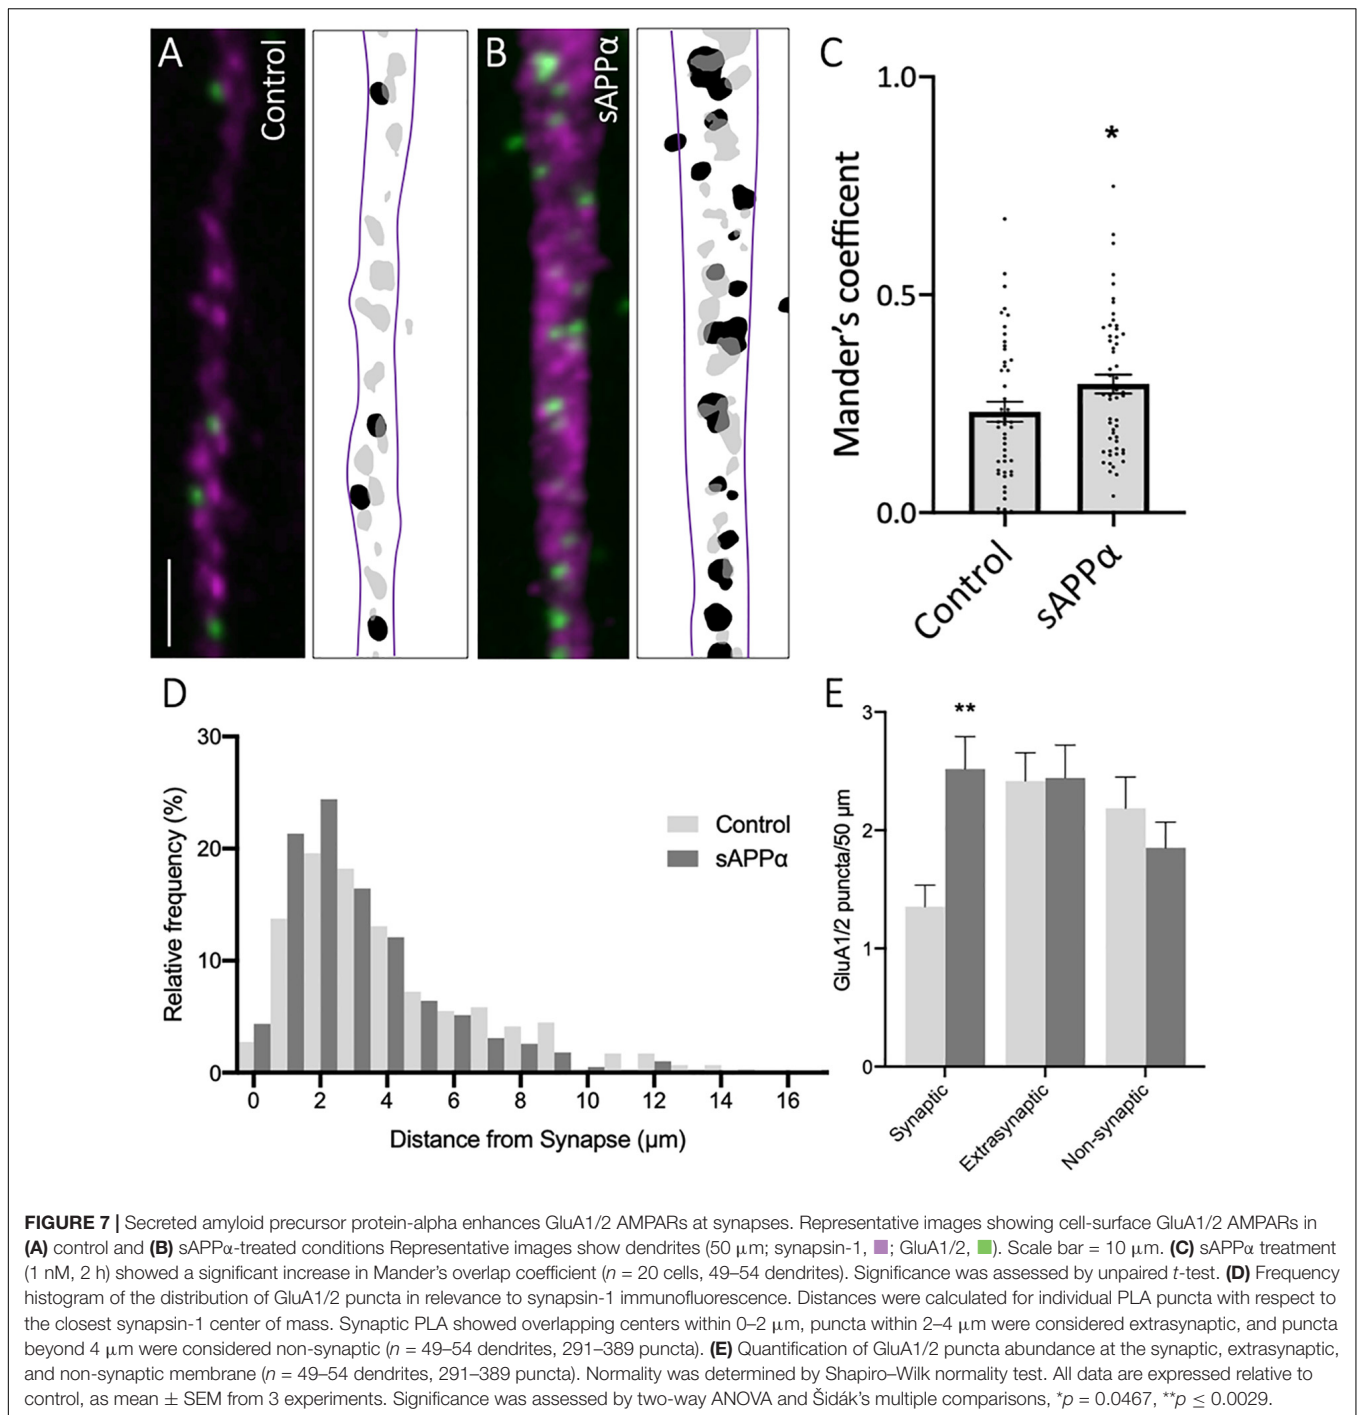 A
Control
B
sAPPα
C
1.0
0.5
0.0
Mander's coefficent
*
Control
sAPPα
D
30
20
10
0
Relative frequency (%)
Control
sAPPα
0 2 4 6 8 10 12 14 16
Distance from Synapse (μm)
E
3
2
1
0
GluA1/2 puncta/50 μm
**
Synaptic
Extrasynaptic
Non-synaptic
FIGURE 7 | Secreted amyloid precursor protein-alpha enhances GluA1/2 AMPARs at synapses. Representative images showing cell-surface GluA1/2 AMPARs in
(A) control and (B) sAPPα-treated conditions Representative images show dendrites (50 μm; synapsin-1, ■; GluA1/2, ■). Scale bar = 10 μm. (C) sAPPα treatment
(1 nM, 2 h) showed a significant increase in Mander's overlap coefficient (n = 20 cells, 49–54 dendrites). Significance was assessed by unpaired t-test. (D) Frequency
histogram of the distribution of GluA1/2 puncta in relevance to synapsin-1 immunofluorescence. Distances were calculated for individual PLA puncta with respect to
the closest synapsin-1 center of mass. Synaptic PLA showed overlapping centers within 0–2 μm, puncta within 2–4 μm were considered extrasynaptic, and puncta
beyond 4 μm were considered non-synaptic (n = 49–54 dendrites, 291–389 puncta). (E) Quantification of GluA1/2 puncta abundance at the synaptic, extrasynaptic,
and non-synaptic membrane (n = 49–54 dendrites, 291–389 puncta). Normality was determined by Shapiro–Wilk normality test. All data are expressed relative to
control, as mean ± SEM from 3 experiments. Significance was assessed by two-way ANOVA and Šidák's multiple comparisons, *p = 0.0467, **p ≤ 0.0029.